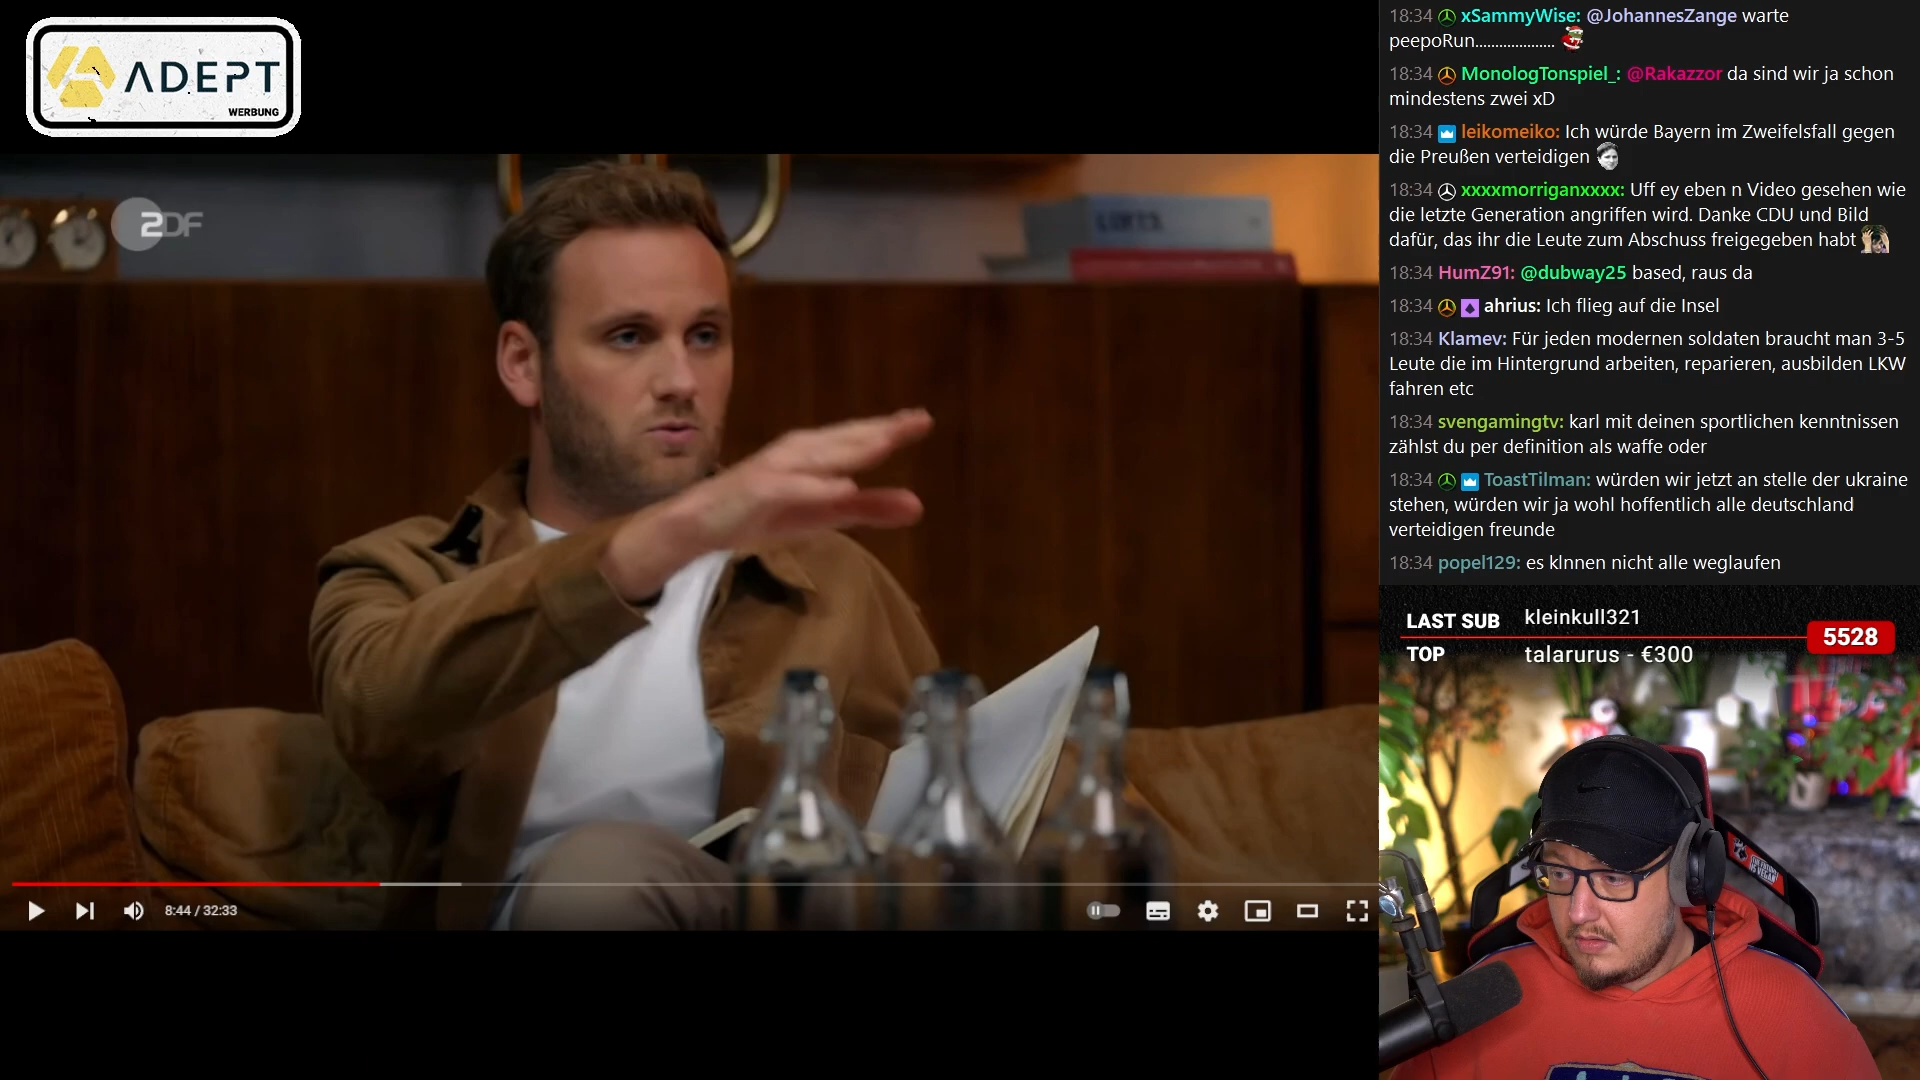 ADEPT
WERBUNG
ZDF
LOFTS
8:44 / 32:33
18:34 xSammyWise: @JohannesZange warte
peepoRun....................
18:34 MonologTonspiel_: @Rakazzor da sind wir ja schon
mindestens zwei xD
18:34 leikomeiko: Ich würde Bayern im Zweifelsfall gegen
die Preußen verteidigen
18:34 xxxxmorriganxxxx: Uff ey eben n Video gesehen wie
die letzte Generation angriffen wird. Danke CDU und Bild
dafür, das ihr die Leute zum Abschuss freigegeben habt
18:34 HumZ91: @dubway25 based, raus da
18:34 ahrius: Ich flieg auf die Insel
18:34 Klamev: Für jeden modernen soldaten braucht man 3-5
Leute die im Hintergrund arbeiten, reparieren, ausbilden LKW
fahren etc
18:34 svengamingtv: karl mit deinen sportlichen kenntnissen
zählst du per definition als waffe oder
18:34 ToastTilman: würden wir jetzt an stelle der ukraine
stehen, würden wir ja wohl hoffentlich alle deutschland
verteidigen freunde
18:34 popel129: es klnnen nicht alle weglaufen
LAST SUB kleinkull321
5528
TOP talarurus - €300